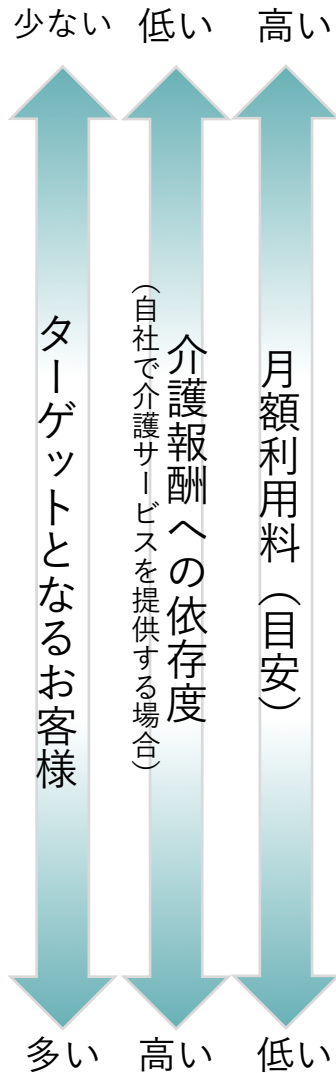 少ない 低い 高い
ターゲットとなるお客様
(自社で介護サービスを提供する場合)
介護報酬への依存度
月額利用料(目安)
多い 高い 低い